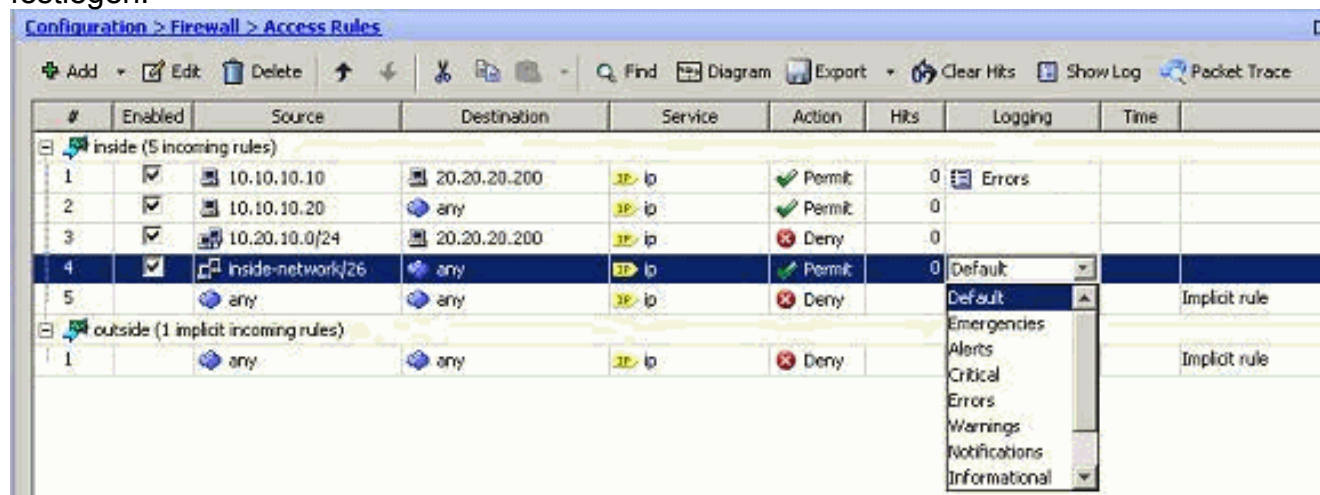 Configuration > Firewall > Access Rules
Add Edit Delete Find Diagram Export Clear Hits Show Log Packet Trace
# Enabled Source Destination Service Action Hits Logging Time
inside (5 incoming rules)
1 10.10.10.10 20.20.20.200 ip Permit 0 Errors
2 10.10.10.20 any ip Permit 0
3 10.20.10.0/24 20.20.20.200 ip Deny 0
4 inside-network/26 any ip Permit 0 Default
5 any any ip Deny Default Implicit rule
outside (1 implicit incoming rules) Emergencies
1 any any ip Deny Alerts Implicit rule
Critical
Errors
Warnings
Notifications
Informational